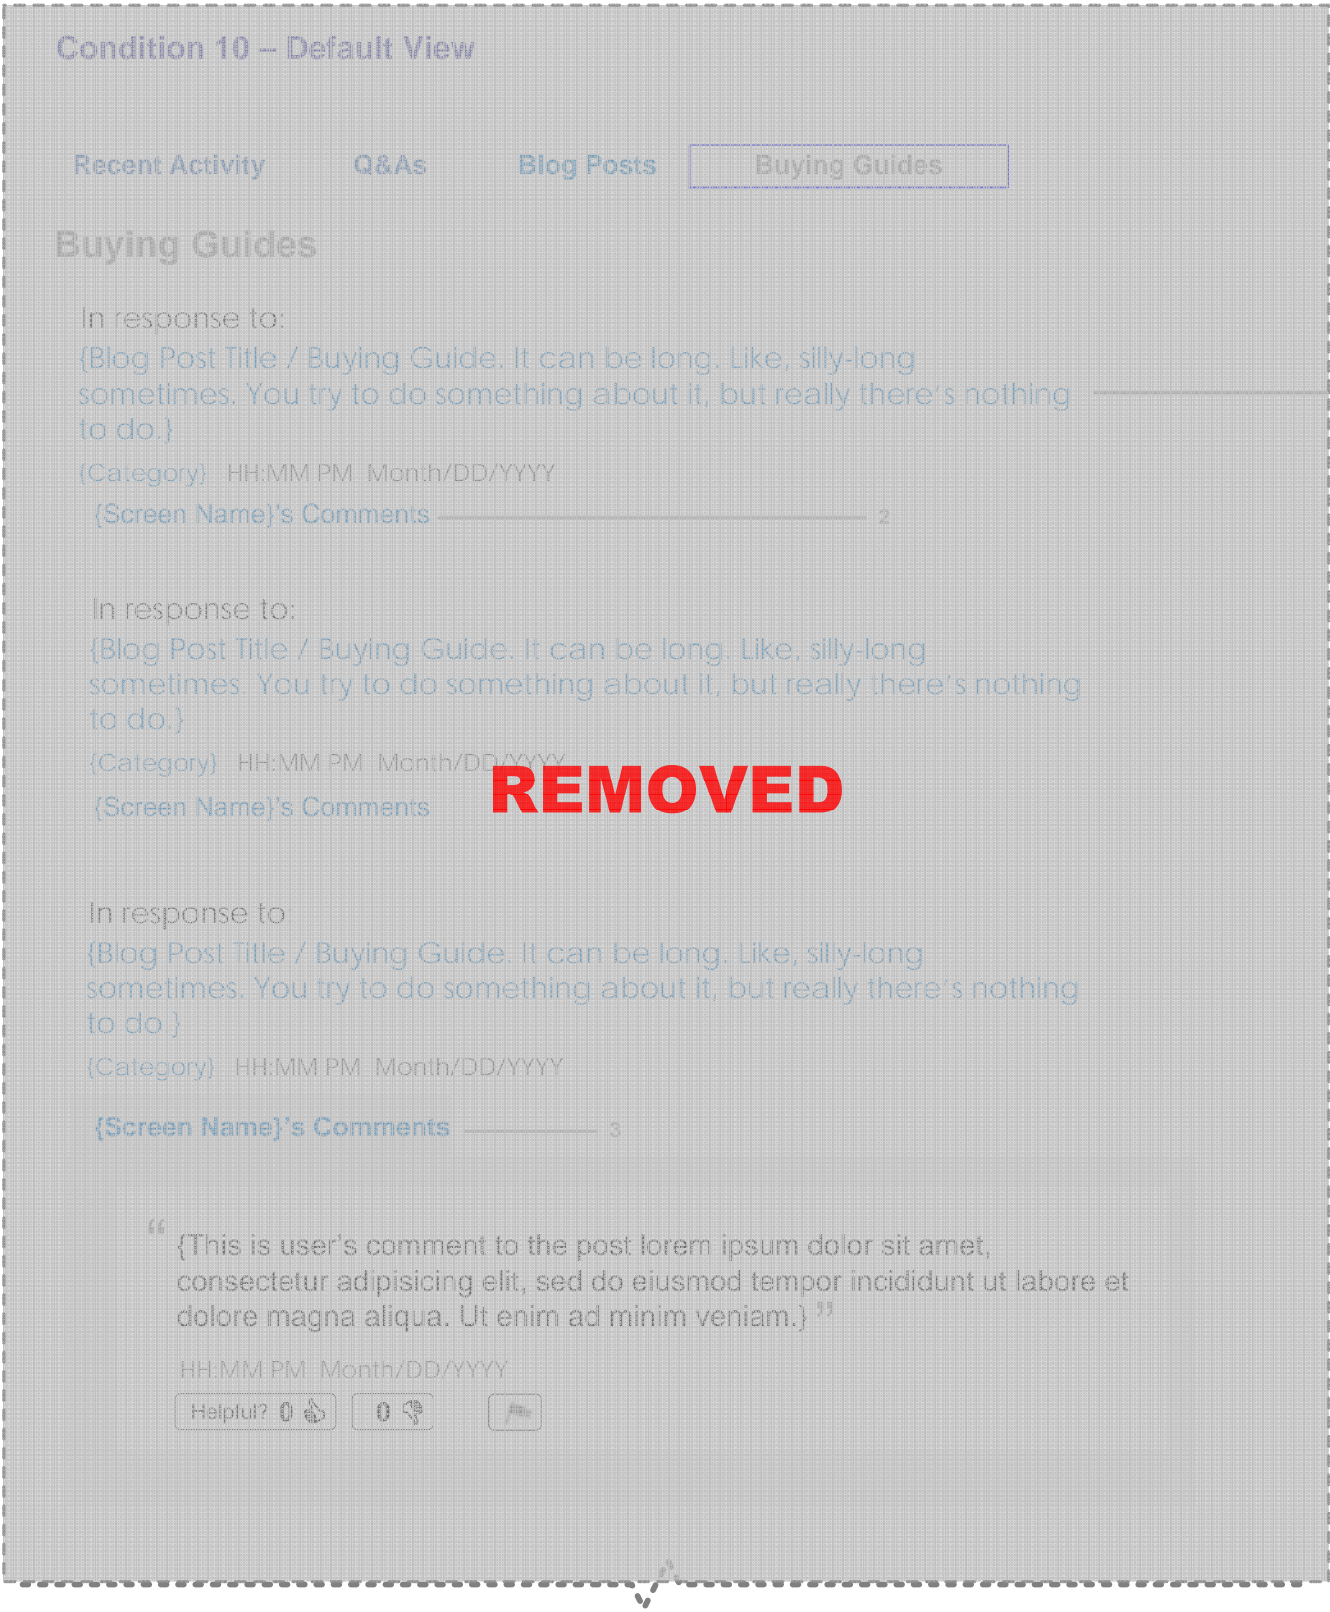 Condition 10 – Default View
Recent Activity Q&As Blog Posts Buying Guides
Buying Guides
In response to:
{Blog Post Title / Buying Guide. It can be long. Like, silly-long
sometimes. You try to do something about it, but really there's nothing
to do.}
{Category} HH:MM PM Month/DD/YYYY
{Screen Name}'s Comments 2
In response to:
{Blog Post Title / Buying Guide. It can be long. Like, silly-long
sometimes. You try to do something about it, but really there's nothing
to do.}
{Category} HH:MM PM Month/DD/YYYY
REMOVED
{Screen Name}'s Comments
In response to
{Blog Post Title / Buying Guide. It can be long. Like, silly-long
sometimes. You try to do something about it, but really there's nothing
to do.}
{Category} HH:MM PM Month/DD/YYYY
{Screen Name}'s Comments 3
“ {This is user's comment to the post lorem ipsum dolor sit amet,
consectetur adipisicing elit, sed do eiusmod tempor incididunt ut labore et
dolore magna aliqua. Ut enim ad minim veniam.} ”
HH:MM PM Month/DD/YYYY
Helpful? 0 0